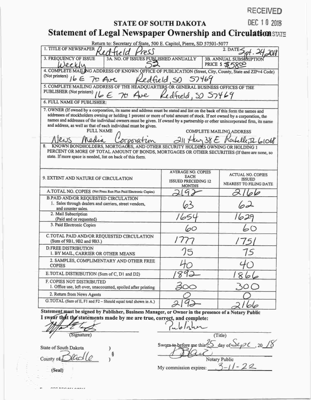 RECEIVED
DEC 18 2018
STATE OF SOUTH DAKOTA
Statement of Legal Newspaper Ownership and Circulation
Return to: Secretary of State, 500 E. Capitol, Pierre, SD 57501-5077
1. TITLE OF NEWSPAPER Redfield Press
2. DATE Sept. 24, 2018
3. FREQUENCY OF ISSUE Weekly
3A. NO. OF ISSUES PUBLISHED ANNUALLY 52
3B. ANNUAL SUBSCRIPTION PRICE $
4. COMPLETE MAILING ADDRESS OF KNOWN OFFICE OF PUBLICATION (Street, City, County, State and ZIP+4 Code)
(Not printers) 16 E 7th Ave Redfield SD 57469
5. COMPLETE MAILING ADDRESS OF THE HEADQUARTERS OR GENERAL BUSINESS OFFICES OF THE
PUBLISHER (Not printer) 16 E 7th Ave Redfield, SD 57469
6. FULL NAME OF PUBLISHER:
7. OWNER (If owned by a corporation, its name and address must be stated and list on the back of this form the names and
addresses of stockholders owning or holding 1 percent or more of total amount of stock. If not owned by a corporation, the
names and addresses of the individual owners must be given. If owned by a partnership or other unincorporated firm, its name
and address, as well as that of each individual must be given.
FULL NAME
COMPLETE MAILING ADDRESS
News Media Corporation
8. KNOWN BONDHOLDERS, MORTGAGEES, AND OTHER SECURITY HOLDERS OWNING OR HOLDING 1
PERCENT OR MORE OF TOTAL AMOUNT OF BONDS, MORTGAGES OR OTHER SECURITIES (If there are none, so
state. If more space is needed, list on back of this form).
9. EXTENT AND NATURE OF CIRCULATION
AVERAGE NO. COPIES EACH ISSUED PRECEDING 12 MONTHS
ACTUAL NO. COPIES ISSUED NEAREST TO FILING DATE
A. TOTAL NO. COPIES (Net Press Run Plus Paid Electronic Copies) 2192 2166
B. PAID AND/OR REQUESTED CIRCULATION
1. Sales through dealers and carriers, street vendors, and counter sales. 63 62
2. Mail Subscription (Paid and or requested) 1654 1629
3. Paid Electronic Copies 60 60
C. TOTAL PAID AND/OR REQUESTED CIRCULATION (Sum of 9B1, 9B2 and 9B3.) 1777 1751
D. FREE DISTRIBUTION
1. BY MAIL, CARRIER OR OTHER MEANS 75 75
2. SAMPLES, COMPLIMENTARY AND OTHER FREE COPIES 40 40
E. TOTAL DISTRIBUTION (Sum of C, D1 and D2) 1892 1866
F. COPIES NOT DISTRIBUTED
1. Office use, left over, unaccounted, spoiled after printing 300 300
2. Return from News Agents 0 0
G. TOTAL (Sum of E, F1 and F2 - Should equal total shown in A.) 2192 2166
Statement must be signed by Publisher, Business Manager, or Owner in the presence of a Notary Public
I swear that the statements made by me are true, correct, and complete:
Publisher
(Signature) (Title)
State of South Dakota
Sworn to before me this 25 day of Sept 2018
County of Beadle
Notary Public
(Seal)
My commission expires: 3-11-22